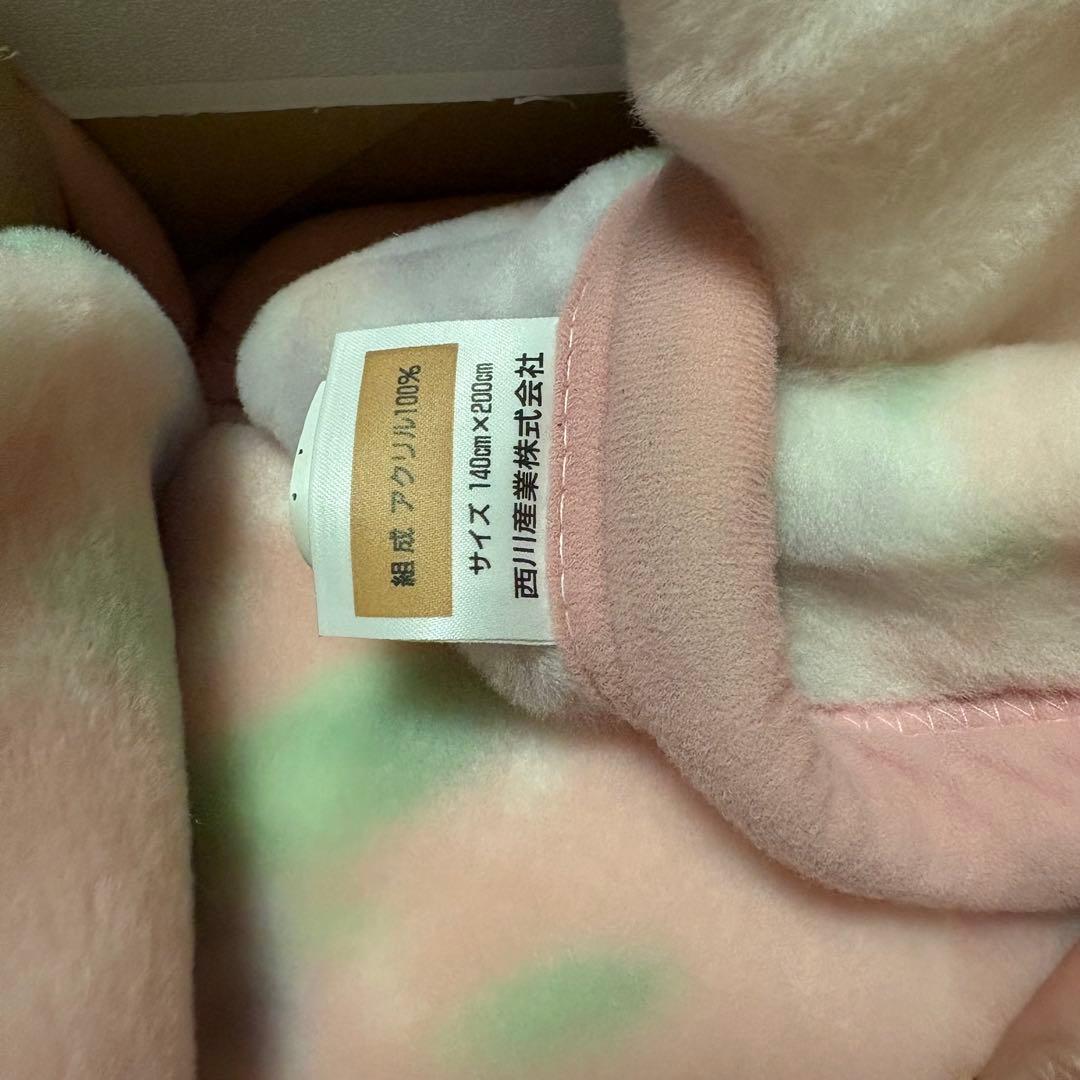 組成 アクリル100%
サイズ 140cm×200cm
西川産業株式会社